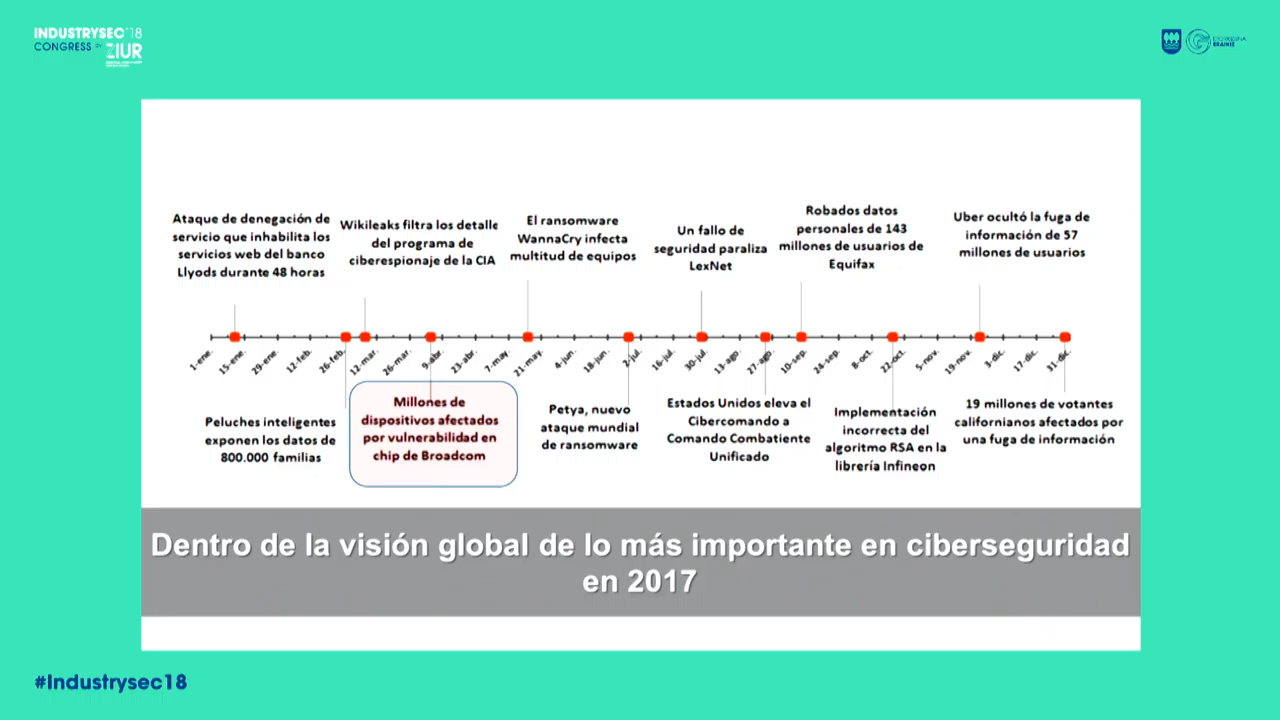 INDUSTRYSEC'18
CONGRESS BY ZIUR
Ataque de denegación de
servicio que inhabilita los
servicios web del banco
Llyods durante 48 horas
Wikileaks filtra los detalle
del programa de
ciberespionaje de la CIA
El ransomware
WannaCry infecta
multitud de equipos
Un fallo de
seguridad paraliza
LexNet
Robados datos
personales de 143
millones de usuarios de
Equifax
Uber ocultó la fuga de
información de 57
millones de usuarios
1-ene.
15-ene.
29-ene.
12-feb.
26-feb.
12-mar.
26-mar.
9-abr.
23-abr.
7-may.
21-may.
4-jun.
18-jun.
2-jul.
16-jul.
30-jul.
13-ago.
27-ago.
10-sep.
24-sep.
8-oct.
22-oct.
5-nov.
19-nov.
3-dic.
17-dic.
31-dic.
Peluches inteligentes
exponen los datos de
800.000 familias
Millones de
dispositivos afectados
por vulnerabilidad en
chip de Broadcom
Petya, nuevo
ataque mundial
de ransomware
Estados Unidos eleva el
Cibercomando a
Comando Combatiente
Unificado
Implementación
incorrecta del
algoritmo RSA en la
librería Infineon
19 millones de votantes
californianos afectados por
una fuga de información
Dentro de la visión global de lo más importante en ciberseguridad
en 2017
#Industrysec18